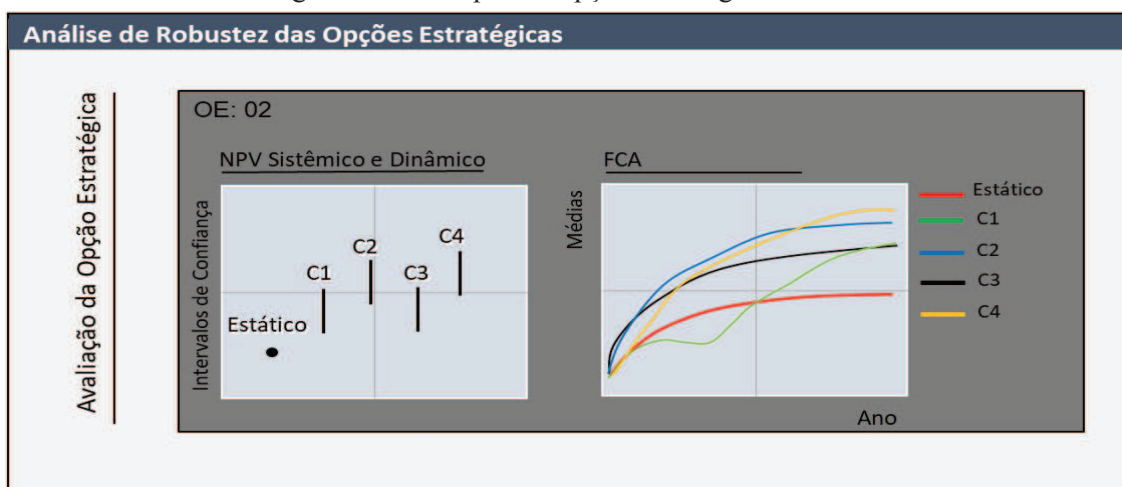 Análise de Robustez das Opções Estratégicas
Avaliação da Opção Estratégica
OE: 02
NPV Sistêmico e Dinâmico
Intervalos de Confiança
Estático
C1
C2
C3
C4
FCA
Médias
Ano
Estático
C1
C2
C3
C4